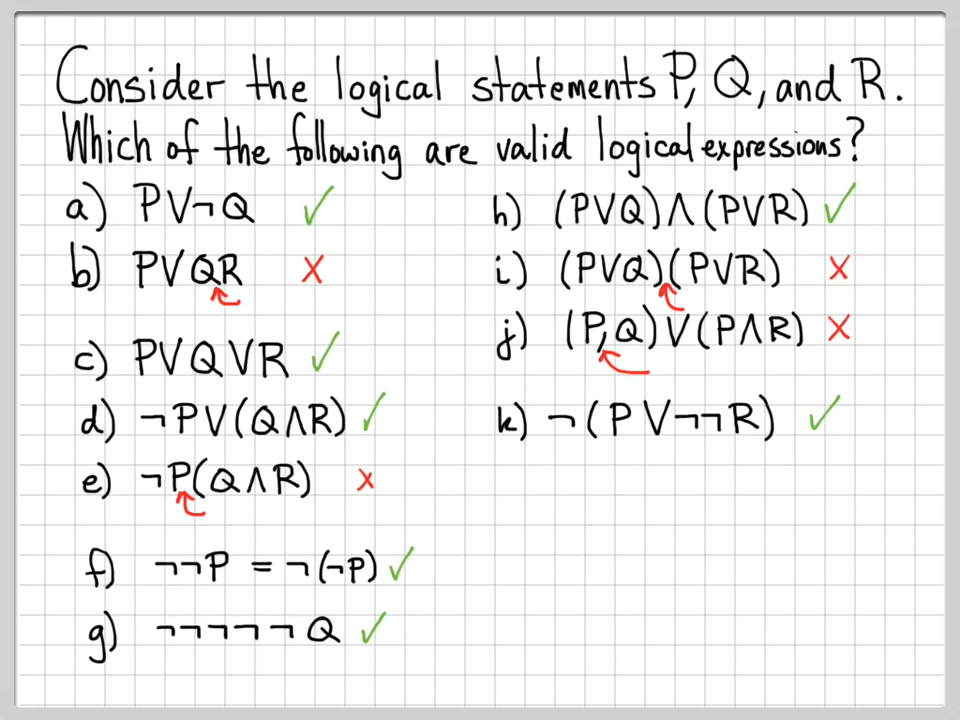 Consider the logical statements P, Q, and R.
Which of the following are valid logical expressions?
a) P∨¬Q ✓
b) P∨QR ✗
c) P∨Q∨R ✓
d) ¬P∨(Q∧R) ✓
e) ¬P(Q∧R) ✗
f) ¬¬P = ¬(¬P) ✓
g) ¬¬¬¬¬Q ✓
h) (P∨Q)∧(P∨R) ✓
i) (P∨Q)(P∨R) ✗
j) (P,Q)∨(P∧R) ✗
k) ¬(P∨¬¬R) ✓